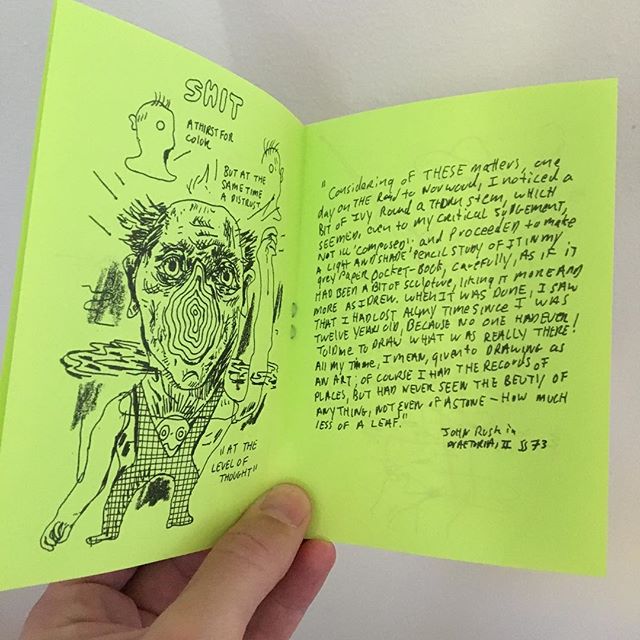 SHIT
A THIRST FOR
COLOR
BUT AT THE
SAME TIME
A DISTRUST
"AT THE
LEVEL OF
THOUGHT"
"Considering OF THESE matters, one
day ON THE Road to Norwood, I noticed a
BIT OF IVY Round A THORN STEM, WHICH
SEEMED, even to my CRITICAL JUDGEMENT,
NOT ILL 'COMPOSED': and PROCEEDED to MAKE
A LIGHT AND SHADE PENCIL STUDY OF IT IN MY
grey PAPER POCKET-BOOK, CAREFULLY, AS IF IT
HAD BEEN A BIT OF Sculpture, liking IT MORE AND
MORE AS I DREW. WHEN IT WAS DONE, I SAW
THAT I HAD LOST ALL MY TIME SINCE I WAS
TWELVE YEARS OLD, BECAUSE NO ONE HAD EVER
TOLD ME TO DRAW WHAT WAS REALLY THERE!
All my Time, I MEAN, given to DRAWING AS
AN ART; OF COURSE I HAD THE RECORDS OF
PLACES, BUT HAD NEVER SEEN THE BEUTY OF
ANYTHING, NOT EVEN OF A STONE – HOW MUCH
LESS OF A LEAF."
JOHN Ruskin
II §§ 73